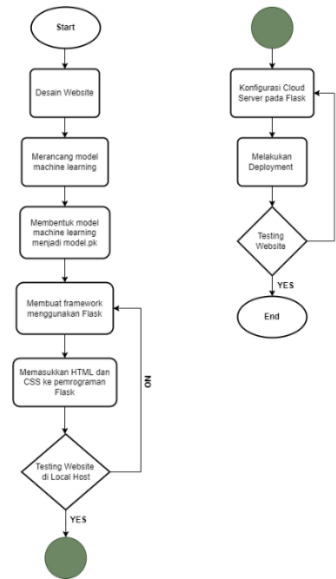 Start
Desain Website
Merancang model
machine learning
Membentuk model
machine learning
menjadi model.pk
Membuat framework
menggunakan Flask
Memasukkan HTML dan
CSS ke pemrograman
Flask
NO
Testing Website
di Local Host
YES
Konfigurasi Cloud
Server pada Flask
Melakukan
Deployment
Testing
Website
YES
End